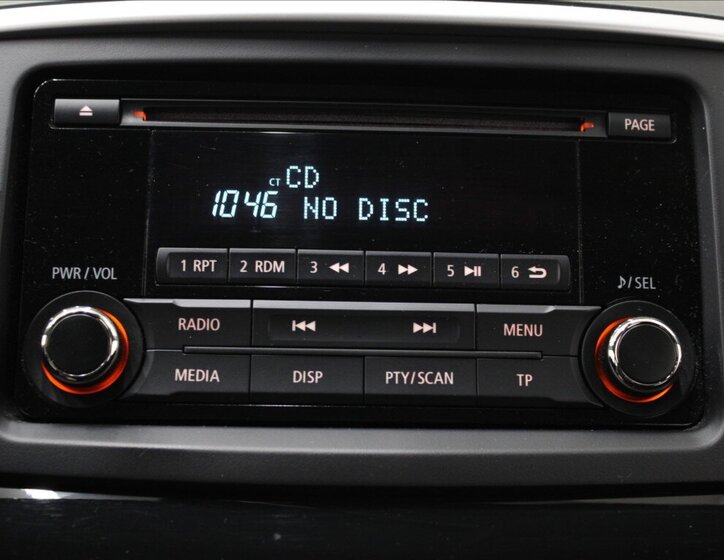 PAGE
CT CD
1046 NO DISC
PWR / VOL
♪/SEL
1 RPT 2 RDM 3 ◀◀ 4 ▶▶ 5 ▶II 6
RADIO MENU
MEDIA DISP PTY/SCAN TP